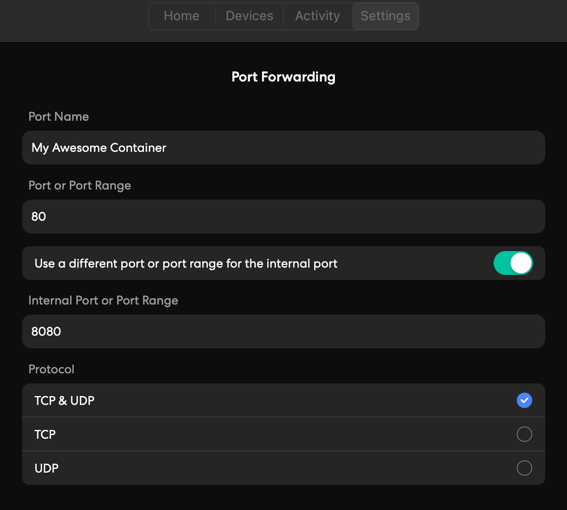 Home Devices Activity Settings
Port Forwarding
Port Name
My Awesome Container
Port or Port Range
80
Use a different port or port range for the internal port
Internal Port or Port Range
8080
Protocol
TCP & UDP
TCP
UDP